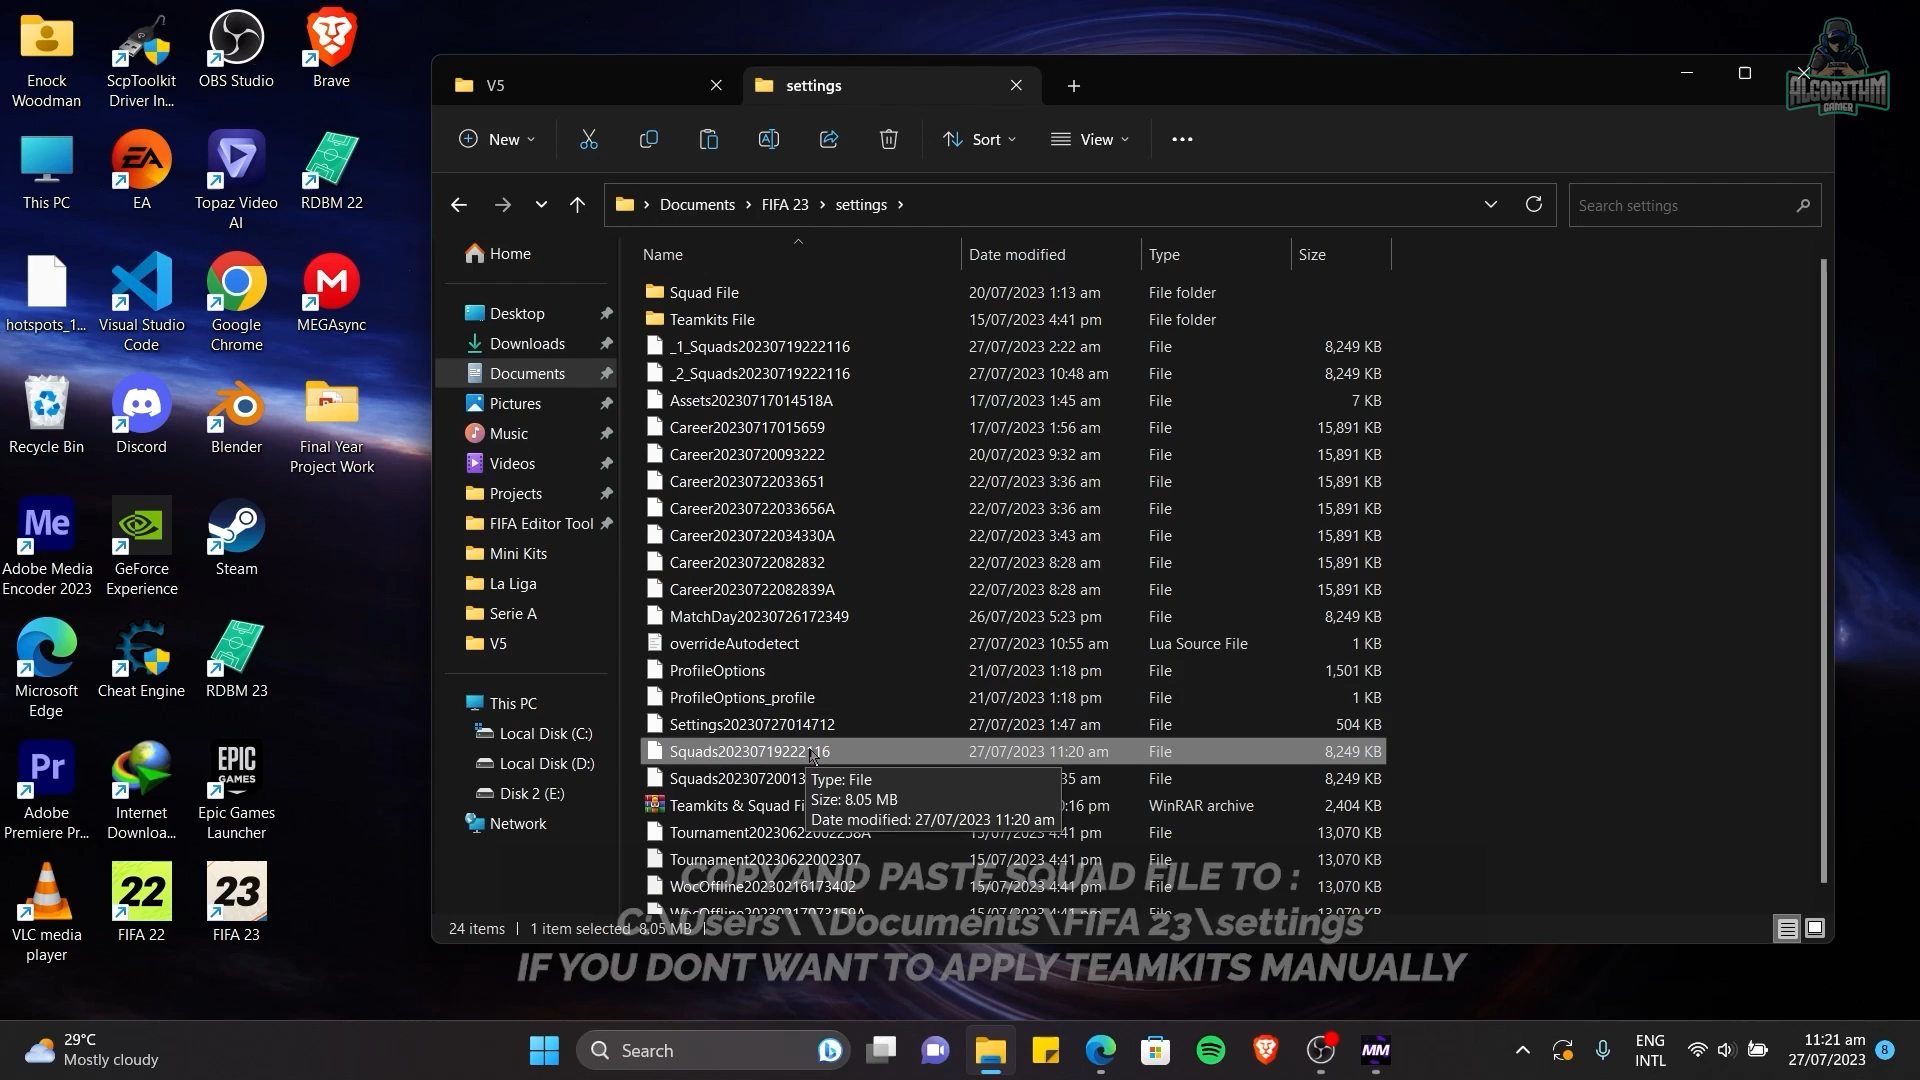 Enock Woodman
ScpToolkit Driver In...
OBS Studio
Brave
This PC
EA
Topaz Video AI
RDBM 22
hotspots_1...
Visual Studio Code
Google Chrome
MEGAsync
Recycle Bin
Discord
Blender
Final Year Project Work
Adobe Media Encoder 2023
GeForce Experience
Steam
Microsoft Edge
Cheat Engine
RDBM 23
Adobe Premiere Pr...
Internet Downloa...
Epic Games Launcher
VLC media player
FIFA 22
FIFA 23
ALGORITHM
GAMER
V5
settings
New
Sort
View
Documents FIFA 23 settings
Search settings
Home
Desktop
Downloads
Documents
Pictures
Music
Videos
Projects
FIFA Editor Tool
Mini Kits
La Liga
Serie A
V5
This PC
Local Disk (C:)
Local Disk (D:)
Disk 2 (E:)
Network
Name Date modified Type Size
Squad File 20/07/2023 1:13 am File folder
Teamkits File 15/07/2023 4:41 pm File folder
_1_Squads20230719222116 27/07/2023 2:22 am File 8,249 KB
_2_Squads20230719222116 27/07/2023 10:48 am File 8,249 KB
Assets20230717014518A 17/07/2023 1:45 am File 7 KB
Career20230717015659 17/07/2023 1:56 am File 15,891 KB
Career20230720093222 20/07/2023 9:32 am File 15,891 KB
Career20230722033651 22/07/2023 3:36 am File 15,891 KB
Career20230722033656A 22/07/2023 3:36 am File 15,891 KB
Career20230722034330A 22/07/2023 3:43 am File 15,891 KB
Career20230722082832 22/07/2023 8:28 am File 15,891 KB
Career20230722082839A 22/07/2023 8:28 am File 15,891 KB
MatchDay20230726172349 26/07/2023 5:23 pm File 8,249 KB
overrideAutodetect 27/07/2023 10:55 am Lua Source File 1 KB
ProfileOptions 21/07/2023 1:18 pm File 1,501 KB
ProfileOptions_profile 21/07/2023 1:18 pm File 1 KB
Settings20230727014712 27/07/2023 1:47 am File 504 KB
Squads20230719222116 27/07/2023 11:20 am File 8,249 KB
Squads20230720013 35 am File 8,249 KB
Teamkits & Squad Fi 0:16 pm WinRAR archive 2,404 KB
Type: File
Size: 8.05 MB
Date modified: 27/07/2023 11:20 am
Tournament20230622002238A 15/07/2023 4:41 pm File 13,070 KB
Tournament20230622002307 15/07/2023 4:41 pm File 13,070 KB
WocOffline20230216173402 15/07/2023 4:41 pm File 13,070 KB
WocOffline20230217073159A 15/07/2023 4:41 pm File 13,070 KB
24 items 1 item selected 8.05 MB
COPY AND PASTE SQUAD FILE TO :
C:\Users\\Documents\FIFA 23\settings
IF YOU DONT WANT TO APPLY TEAMKITS MANUALLY
29°C
Mostly cloudy
Search
ENG
INTL
11:21 am
27/07/2023
8